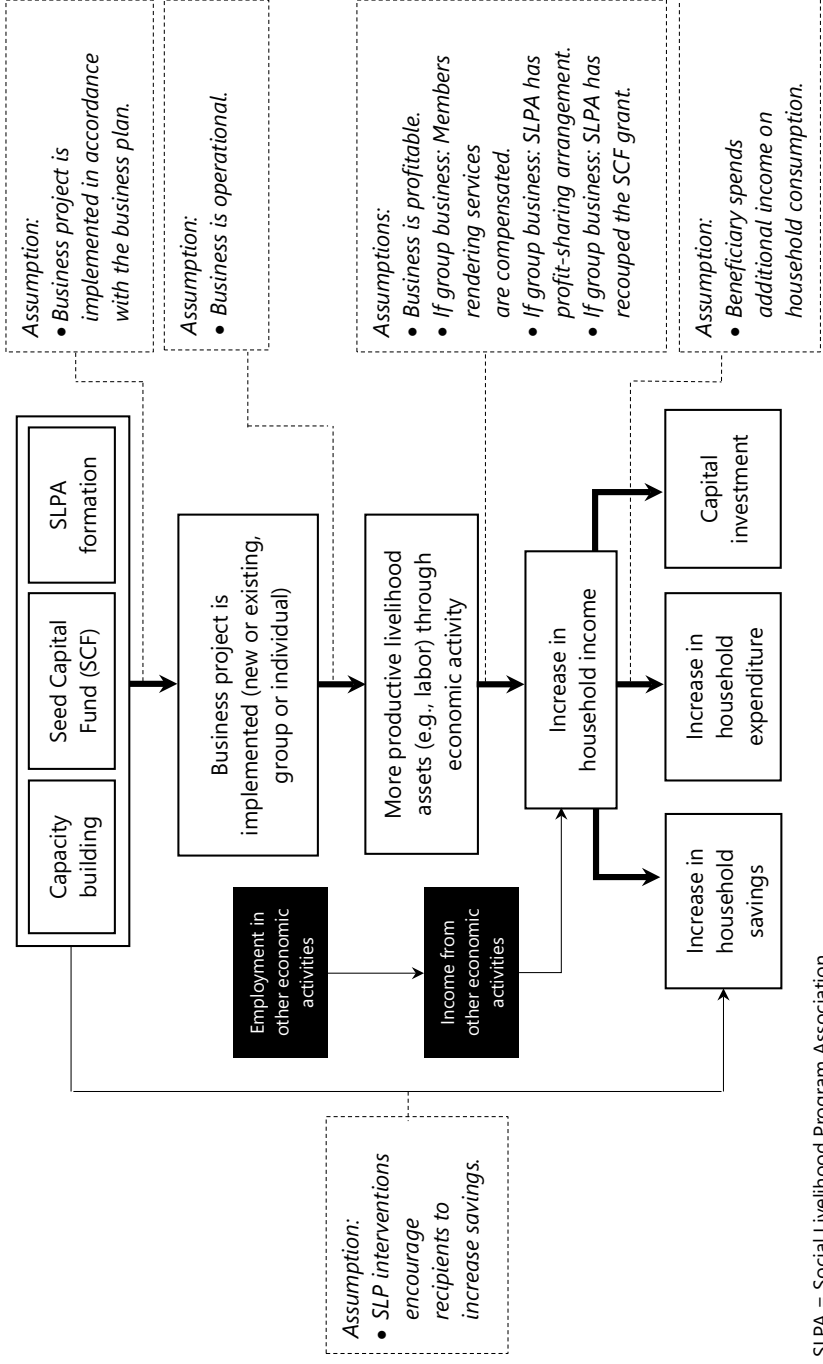 Capacity
building
Seed Capital
Fund (SCF)
SLPA
formation
Assumption:
• Business project is
implemented in accordance
with the business plan.
Business project is
implemented (new or existing,
group or individual)
Assumption:
• Business is operational.
Employment in
other economic
activities
More productive livelihood
assets (e.g., labor) through
economic activity
Assumption:
• SLP interventions
encourage
recipients to
increase savings.
Income from
other economic
activities
Assumptions:
• Business is profitable.
• If group business: Members
rendering services
are compensated.
• If group business: SLPA has
profit-sharing arrangement.
• If group business: SLPA has
recouped the SCF grant.
Increase in
household income
Assumption:
• Beneficiary spends
additional income on
household consumption.
Increase in
household
savings
Increase in
household
expenditure
Capital
investment
SLPA = Social Livelihood Program Association